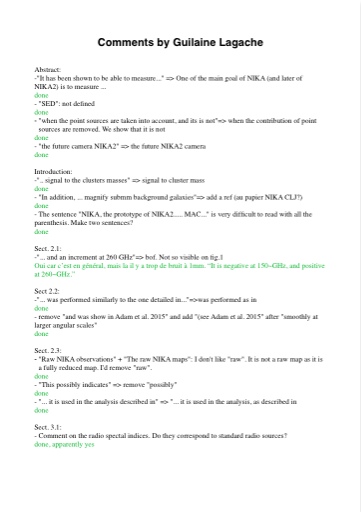 Comments by Guilaine Lagache
Abstract:
-"It has been shown to be able to measure..." => One of the main goal of NIKA (and later of
NIKA2) is to measure ...
done
- "SED": not defined
done
- "when the point sources are taken into account, and its is not"=> when the contribution of point
sources are removed. We show that it is not
done
- "the future camera NIKA2" => the future NIKA2 camera
done
Introduction:
-".. signal to the clusters masses" => signal to cluster mass
done
- "In addition, ... magnify submm background galaxies"=> add a ref (au papier NIKA CLJ?)
done
- The sentence "NIKA, the prototype of NIKA2..... MAC..." is very difficult to read with all the
parenthesis. Make two sentences?
done
Sect. 2.1:
-"... and an increment at 260 GHz"=> bof. Not so visible on fig.1
Oui car c'est en général, mais la il y a trop de bruit à 1mm. "It is negative at 150~GHz, and positive
at 260~GHz."
Sect 2.2:
-"... was performed similarly to the one detailed in..."=>was performed as in
done
- remove "and was show in Adam et al. 2015" and add "(see Adam et al. 2015" after "smoothly at
larger angular scales"
done
Sect. 2.3:
- "Raw NIKA observations" + "The raw NIKA maps": I don't like "raw". It is not a raw map as it is
a fully reduced map. I'd remove "raw".
done
- "This possibly indicates" => remove "possibly"
done
- "... it is used in the analysis described in" => "... it is used in the analysis, as described in
done
Sect. 3.1:
- Comment on the radio spectral indices. Do they correspond to standard radio sources?
done, apparently yes